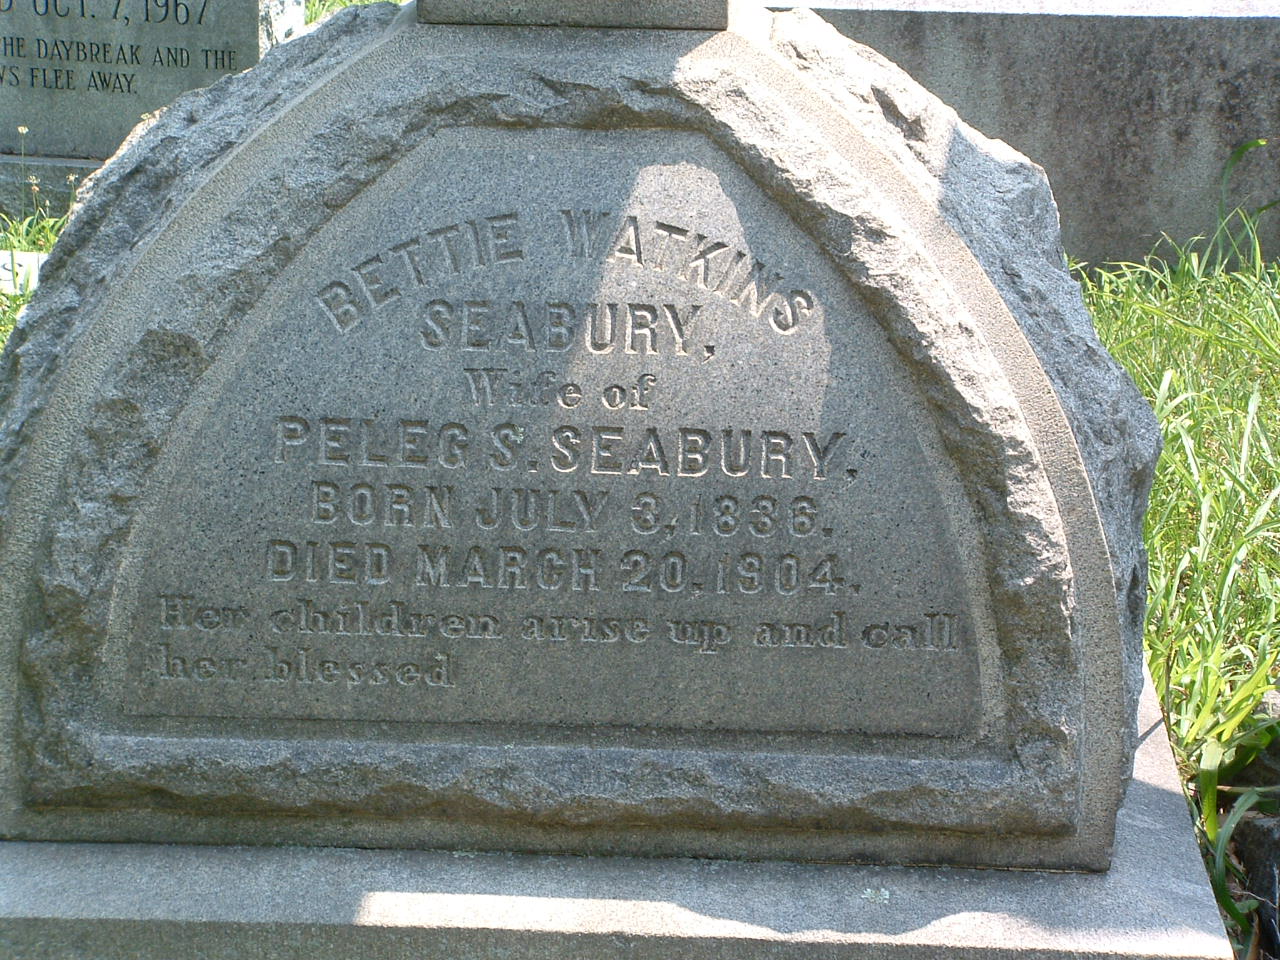 D OCT. 7, 1967
HE DAYBREAK AND THE
WS FLEE AWAY.
BETTIE WATKINS
SEABURY,
Wife of
PELEG S. SEABURY,
BORN JULY 3, 1836.
DIED MARCH 20, 1904.
Her children arise up and call
her blessed